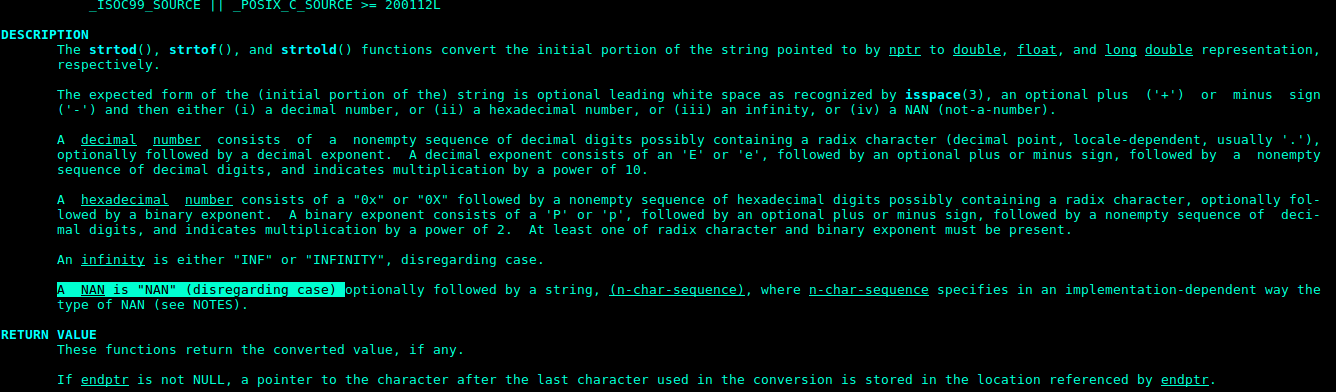 _ISOC99_SOURCE || _POSIX_C_SOURCE >= 200112L
DESCRIPTION
The strtod(), strtof(), and strtold() functions convert the initial portion of the string pointed to by nptr to double, float, and long double representation,
respectively.
The expected form of the (initial portion of the) string is optional leading white space as recognized by isspace(3), an optional plus ('+') or minus sign
('-') and then either (i) a decimal number, or (ii) a hexadecimal number, or (iii) an infinity, or (iv) a NAN (not-a-number).
A decimal number consists of a nonempty sequence of decimal digits possibly containing a radix character (decimal point, locale-dependent, usually '.'),
optionally followed by a decimal exponent. A decimal exponent consists of an 'E' or 'e', followed by an optional plus or minus sign, followed by a nonempty
sequence of decimal digits, and indicates multiplication by a power of 10.
A hexadecimal number consists of a "0x" or "0X" followed by a nonempty sequence of hexadecimal digits possibly containing a radix character, optionally fol-
lowed by a binary exponent. A binary exponent consists of a 'P' or 'p', followed by an optional plus or minus sign, followed by a nonempty sequence of deci-
mal digits, and indicates multiplication by a power of 2. At least one of radix character and binary exponent must be present.
An infinity is either "INF" or "INFINITY", disregarding case.
A NAN is "NAN" (disregarding case) optionally followed by a string, (n-char-sequence), where n-char-sequence specifies in an implementation-dependent way the
type of NAN (see NOTES).
RETURN VALUE
These functions return the converted value, if any.
If endptr is not NULL, a pointer to the character after the last character used in the conversion is stored in the location referenced by endptr.